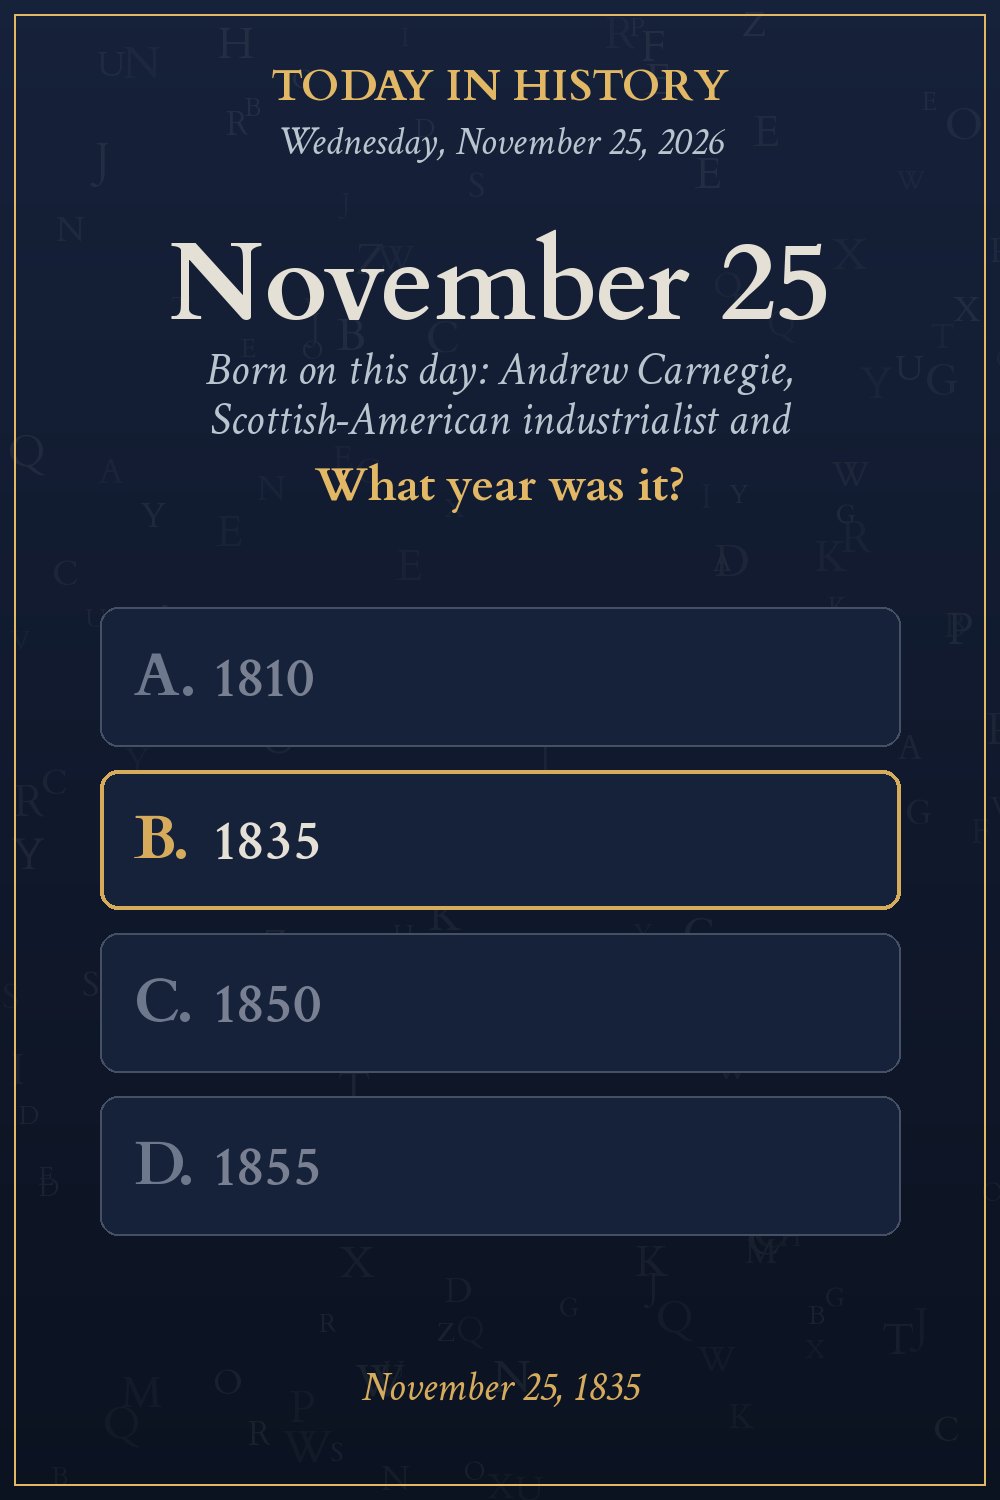 TODAY IN HISTORY
Wednesday, November 25, 2026
November 25
Born on this day: Andrew Carnegie,
Scottish-American industrialist and
What year was it?
A. 1810
B. 1835
C. 1850
D. 1855
November 25, 1835